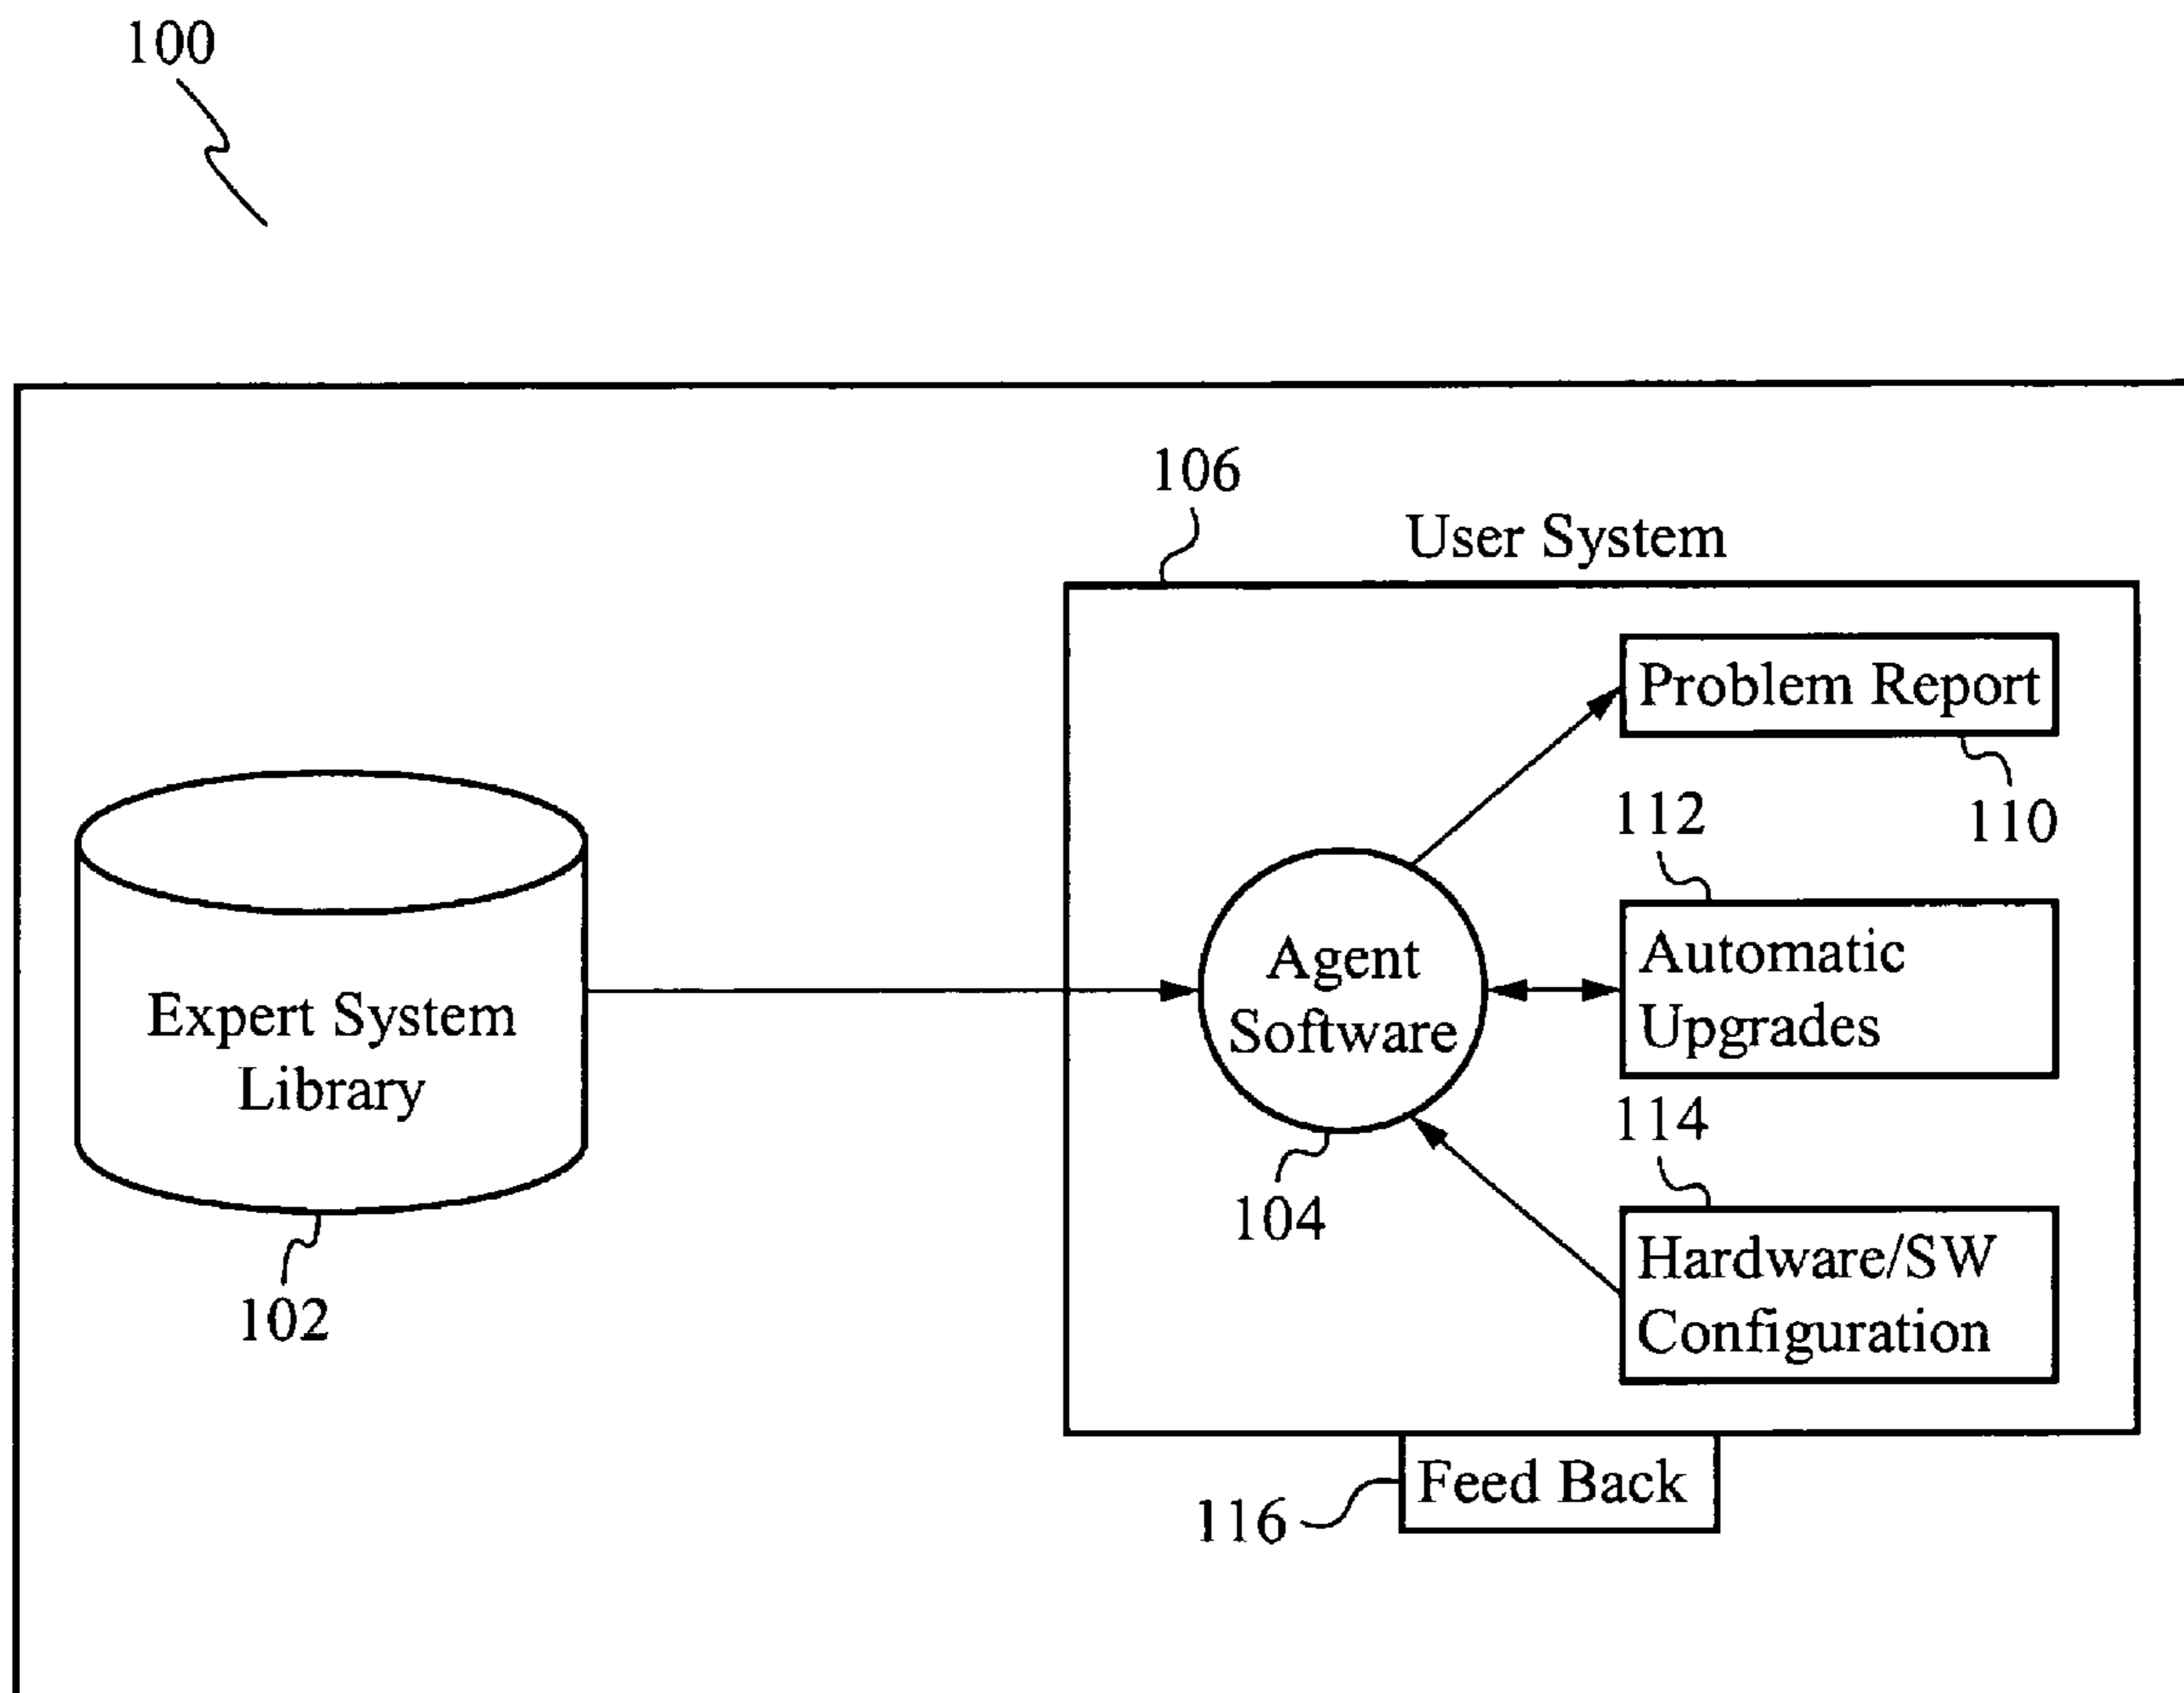 100
106
User System
Problem Report
110
112
Automatic
Upgrades
Agent
Software
104
Expert System
Library
102
114
Hardware/SW
Configuration
Feed Back
116